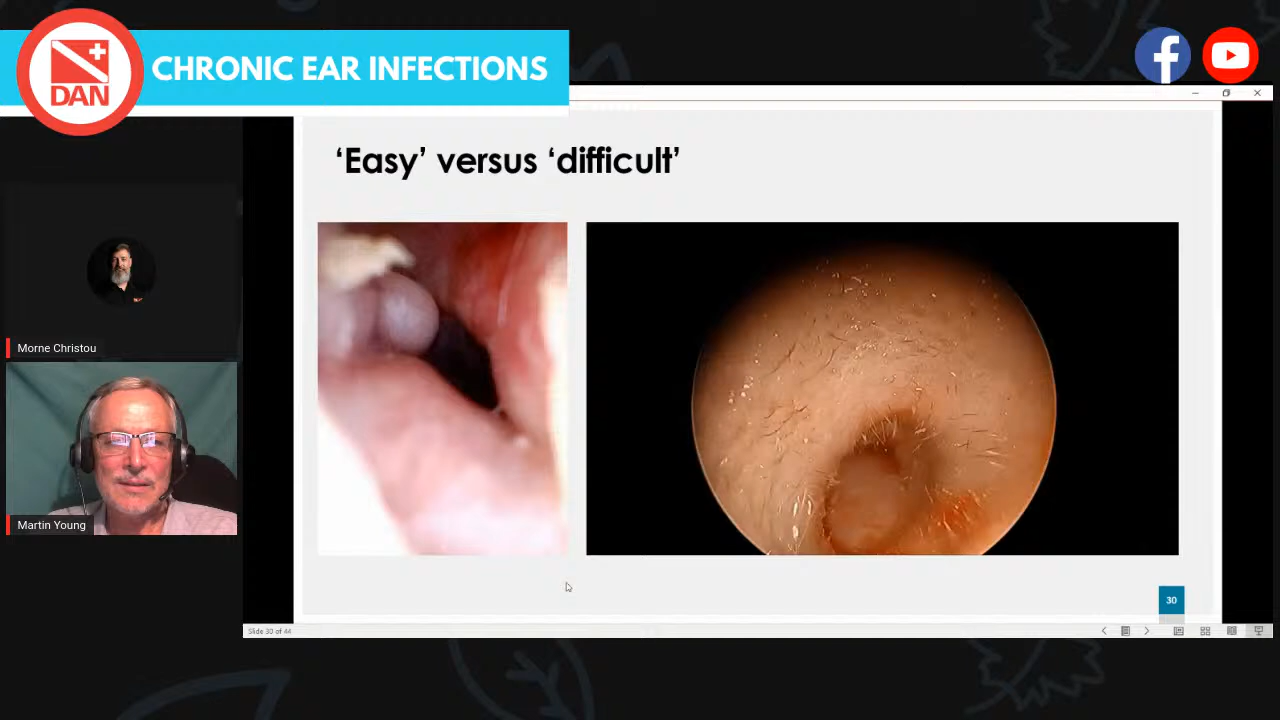 DAN
CHRONIC EAR INFECTIONS
‘Easy’ versus ‘difficult’
Morne Christou
Martin Young
30
Slide 30 of 44